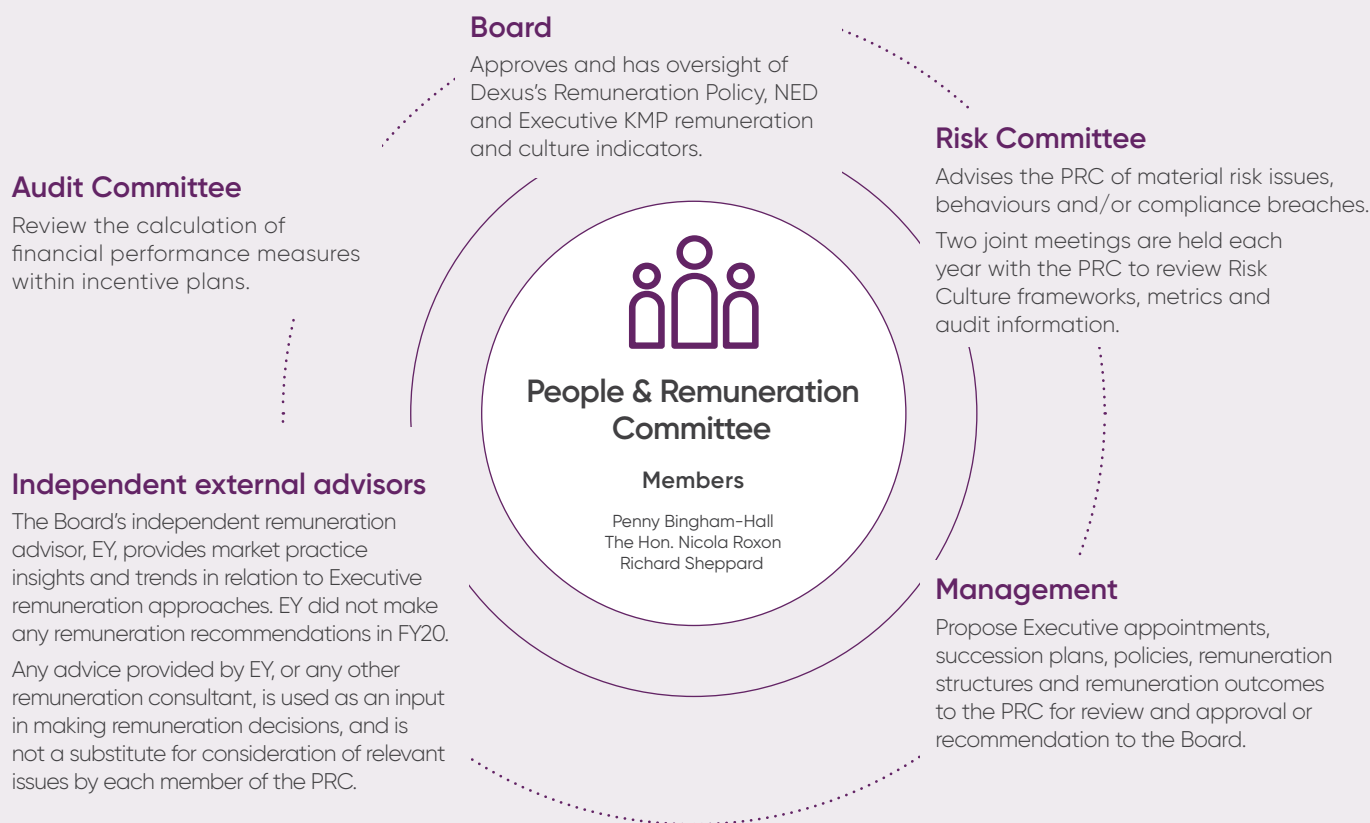 Board
Approves and has oversight of
Dexus's Remuneration Policy, NED
and Executive KMP remuneration
and culture indicators.
Risk Committee
Advises the PRC of material risk issues,
behaviours and/or compliance breaches.
Two joint meetings are held each
year with the PRC to review Risk
Culture frameworks, metrics and
audit information.
Audit Committee
Review the calculation of
financial performance measures
within incentive plans.
People & Remuneration
Committee
Members
Penny Bingham-Hall
The Hon. Nicola Roxon
Richard Sheppard
Independent external advisors
The Board's independent remuneration
advisor, EY, provides market practice
insights and trends in relation to Executive
remuneration approaches. EY did not make
any remuneration recommendations in FY20.
Any advice provided by EY, or any other
remuneration consultant, is used as an input
in making remuneration decisions, and is
not a substitute for consideration of relevant
issues by each member of the PRC.
Management
Propose Executive appointments,
succession plans, policies, remuneration
structures and remuneration outcomes
to the PRC for review and approval or
recommendation to the Board.